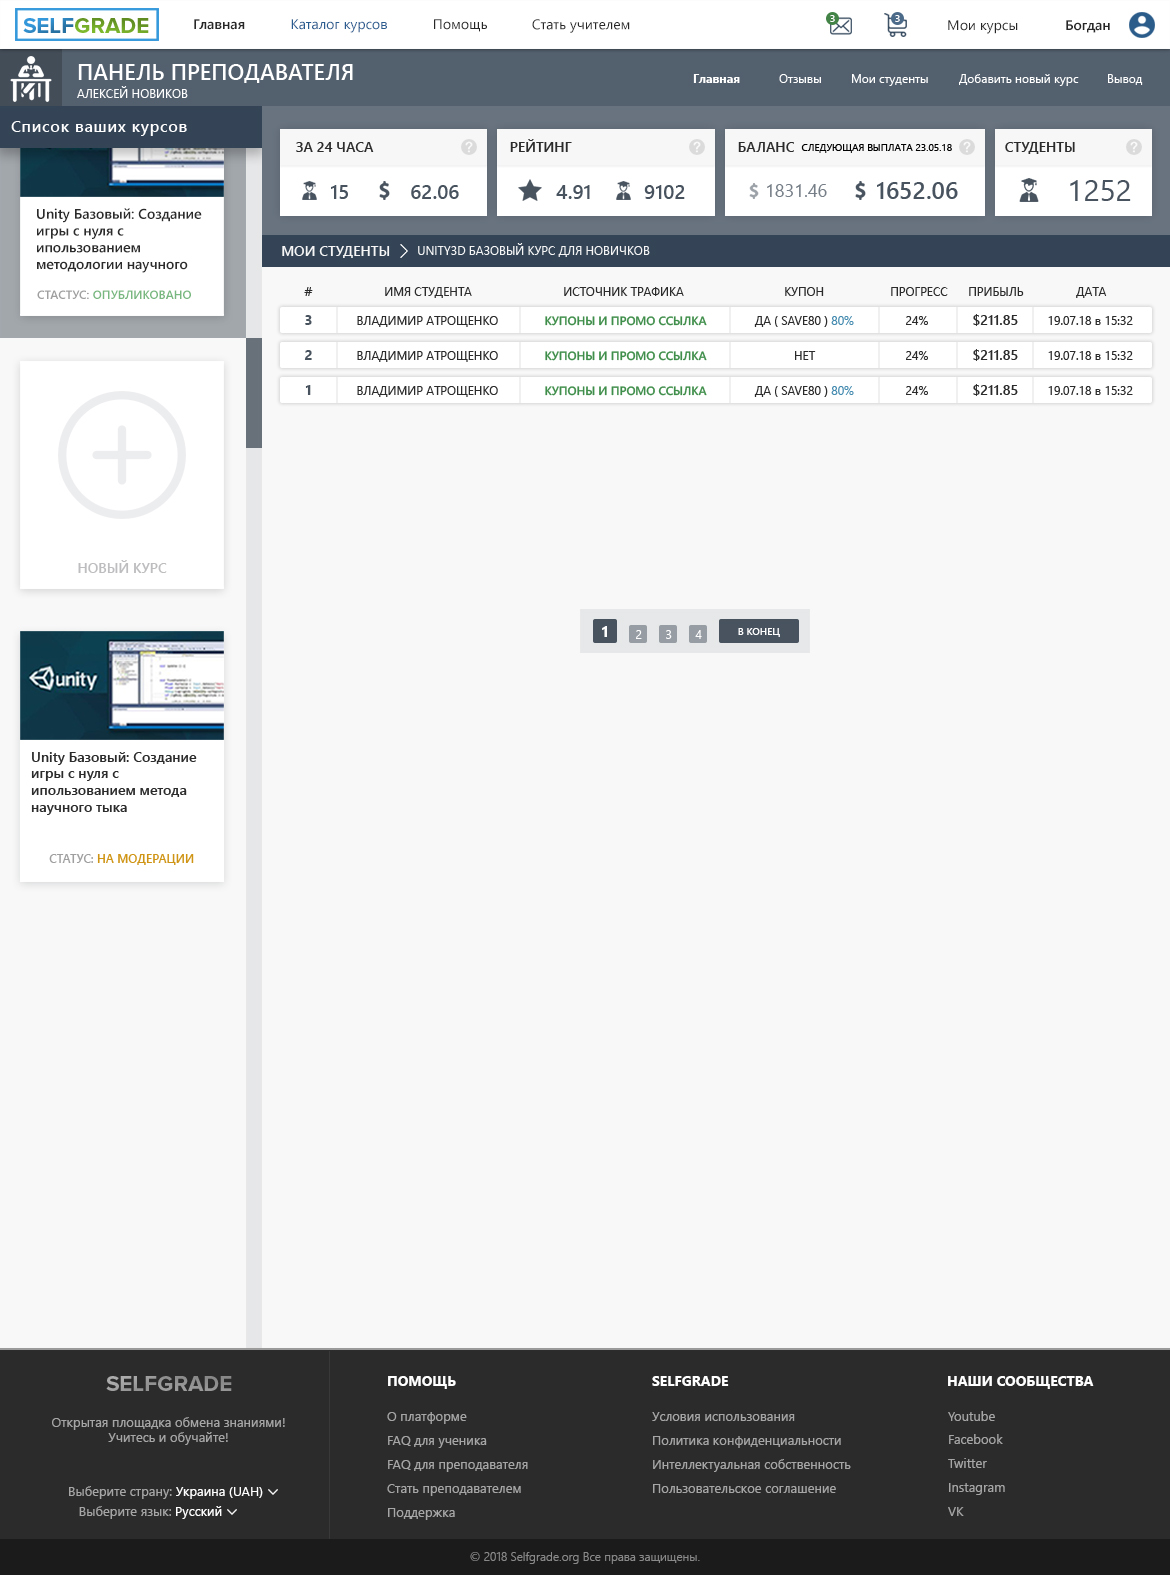 SELFGRADE
Главная
Каталог курсов
Помощь
Стать учителем
3
3
Мои курсы
Богдан
ПАНЕЛЬ ПРЕПОДАВАТЕЛЯ
АЛЕКСЕЙ НОВИКОВ
Главная
Отзывы
Мои студенты
Добавить новый курс
Вывод
Список ваших курсов
Unity Базовый: Создание
игры с нуля с
ипользованием
методологии научного
СТАСТУС: ОПУБЛИКОВАНО
НОВЫЙ КУРС
unity
Unity Базовый: Создание
игры с нуля с
ипользованием метода
научного тыка
СТАТУС: НА МОДЕРАЦИИ
ЗА 24 ЧАСА ?
15 $ 62.06
РЕЙТИНГ ?
4.91 9102
БАЛАНС СЛЕДУЮЩАЯ ВЫПЛАТА 23.05.18 ?
$ 1831.46 $ 1652.06
СТУДЕНТЫ ?
1252
МОИ СТУДЕНТЫ UNITY3D БАЗОВЫЙ КУРС ДЛЯ НОВИЧКОВ
# ИМЯ СТУДЕНТА ИСТОЧНИК ТРАФИКА КУПОН ПРОГРЕСС ПРИБЫЛЬ ДАТА
3 ВЛАДИМИР АТРОЩЕНКО КУПОНЫ И ПРОМО ССЫЛКА ДА ( SAVE80 ) 80% 24% $211.85 19.07.18 в 15:32
2 ВЛАДИМИР АТРОЩЕНКО КУПОНЫ И ПРОМО ССЫЛКА НЕТ 24% $211.85 19.07.18 в 15:32
1 ВЛАДИМИР АТРОЩЕНКО КУПОНЫ И ПРОМО ССЫЛКА ДА ( SAVE80 ) 80% 24% $211.85 19.07.18 в 15:32
1 2 3 4 В КОНЕЦ
SELFGRADE
Открытая площадка обмена знаниями!
Учитесь и обучайте!
Выберите страну: Украина (UAH)
Выберите язык: Русский
ПОМОЩЬ
О платформе
FAQ для ученика
FAQ для преподавателя
Стать преподавателем
Поддержка
SELFGRADE
Условия использования
Политика конфиденциальности
Интеллектуальная собственность
Пользовательское соглашение
НАШИ СООБЩЕСТВА
Youtube
Facebook
Twitter
Instagram
VK
© 2018 Selfgrade.org Все права защищены.